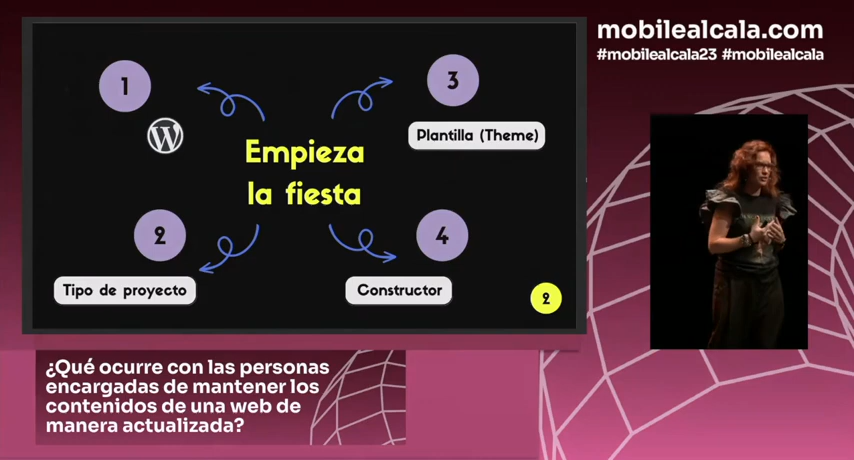 mobilealcala.com
#mobilealcala23 #mobilealcala
1
3
Plantilla (Theme)
Empieza
la fiesta
2
4
Tipo de proyecto
Constructor
2
¿Qué ocurre con las personas
encargadas de mantener los
contenidos de una web de
manera actualizada?